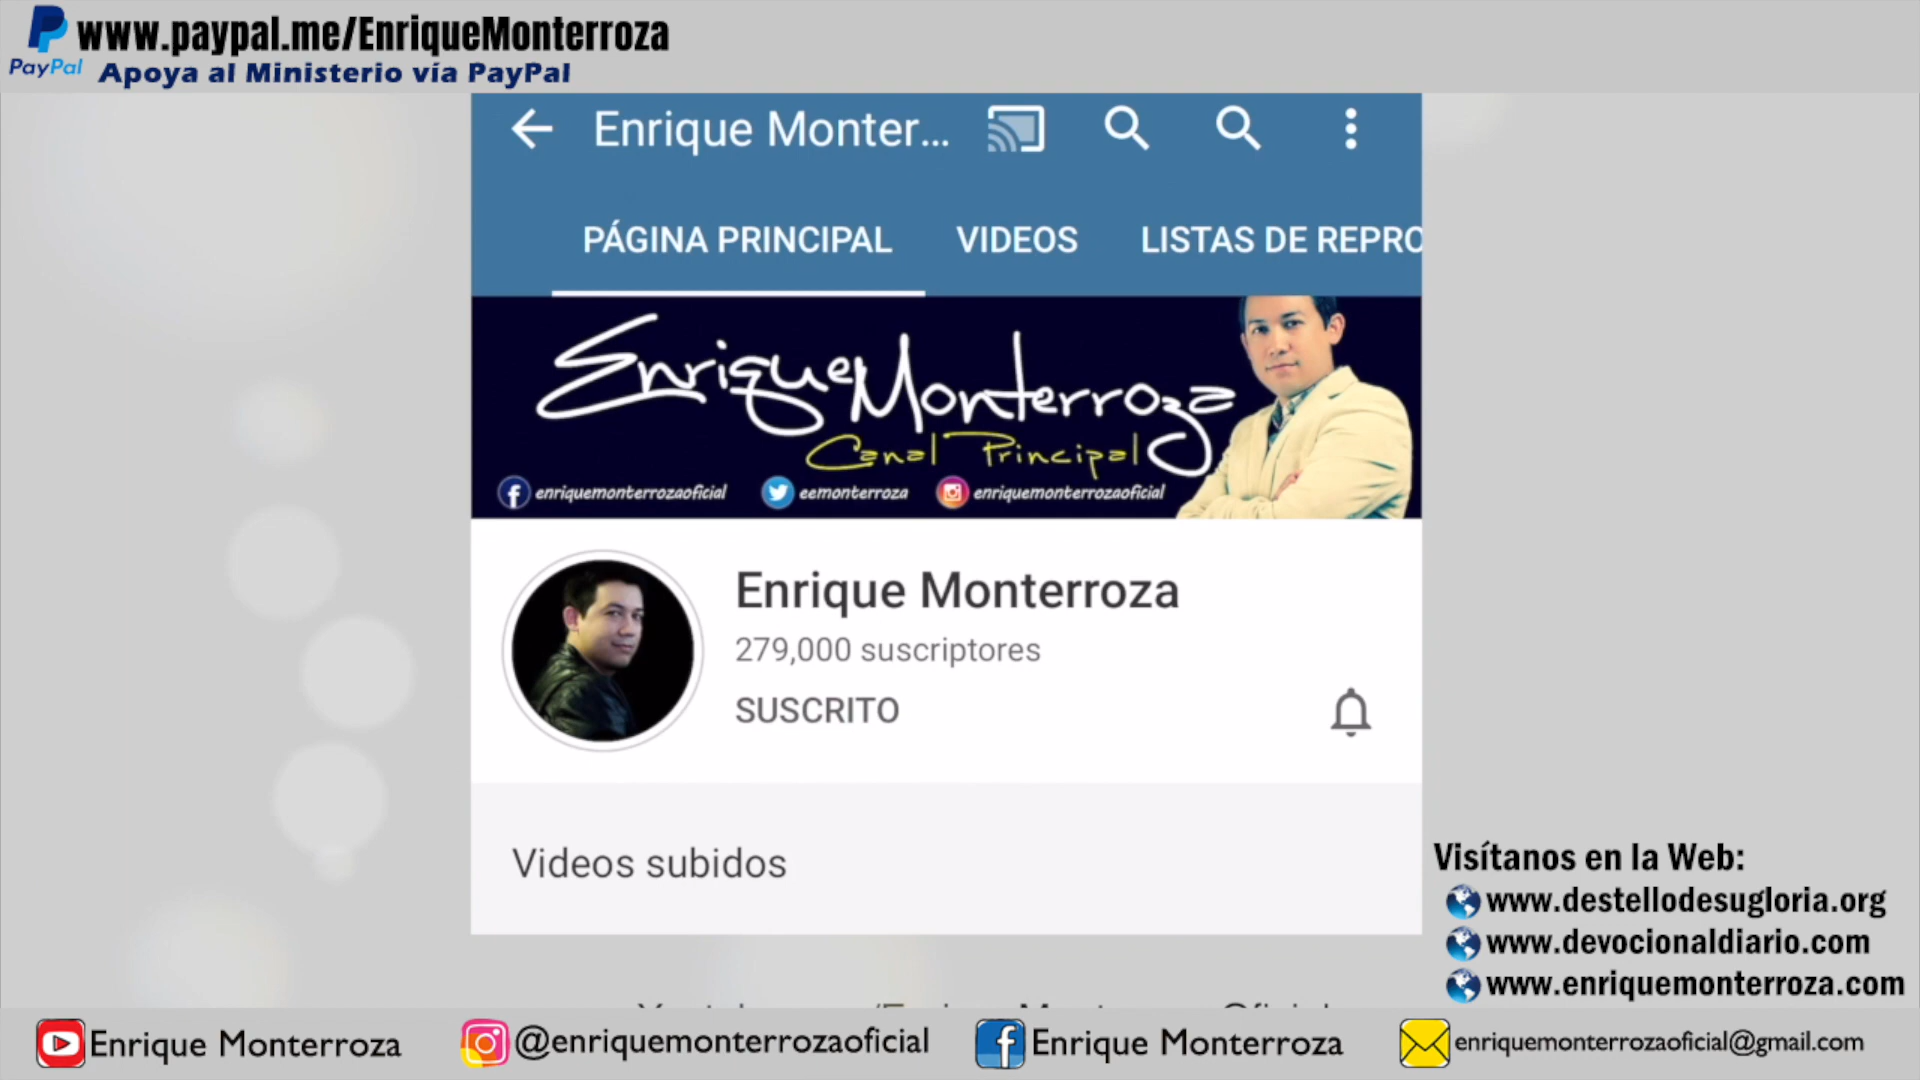 www.paypal.me/EnriqueMonterroza
PayPal Apoya al Ministerio vía PayPal
Enrique Monter...
PÁGINA PRINCIPAL VIDEOS LISTAS DE REPRO
Enrique Monterroza
Canal Principal
enriquemonterrozaoficial eemonterroza enriquemonterrozaoficial
Enrique Monterroza
279,000 suscriptores
SUSCRITO
Videos subidos
Visítanos en la Web:
www.destellodesugloria.org
www.devocionaldiario.com
www.enriquemonterroza.com
Enrique Monterroza @enriquemonterrozaoficial Enrique Monterroza enriquemonterrozaoficial@gmail.com